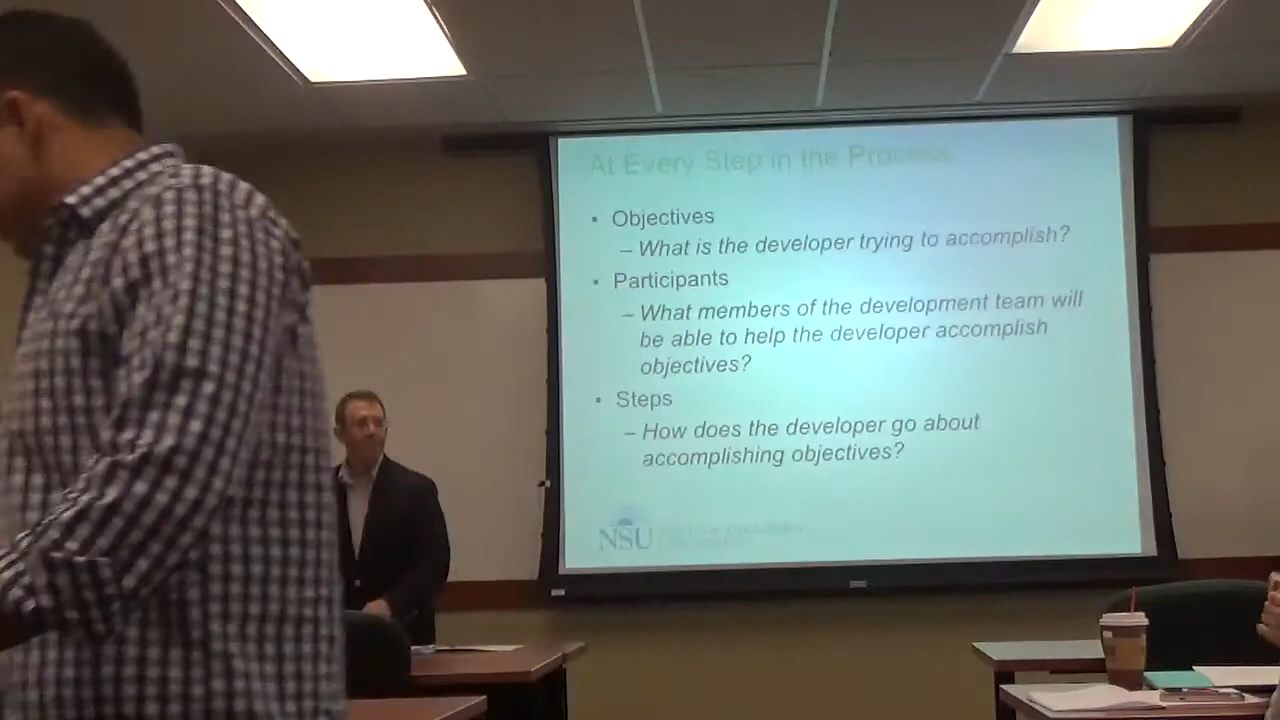 At Every Step in the Process
• Objectives
– What is the developer trying to accomplish?
• Participants
– What members of the development team will
be able to help the developer accomplish
objectives?
• Steps
– How does the developer go about
accomplishing objectives?
NSU